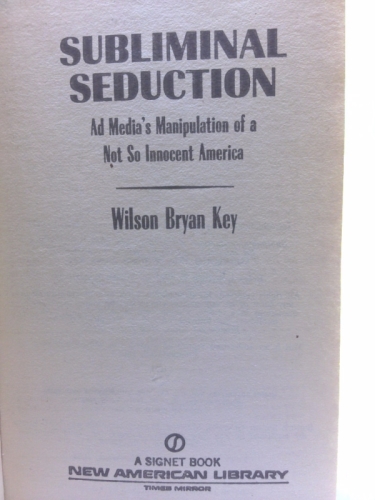 SUBLIMINAL
SEDUCTION
Ad Media's Manipulation of a
Not So Innocent America
Wilson Bryan Key
A SIGNET BOOK
NEW AMERICAN LIBRARY
TIMES MIRROR